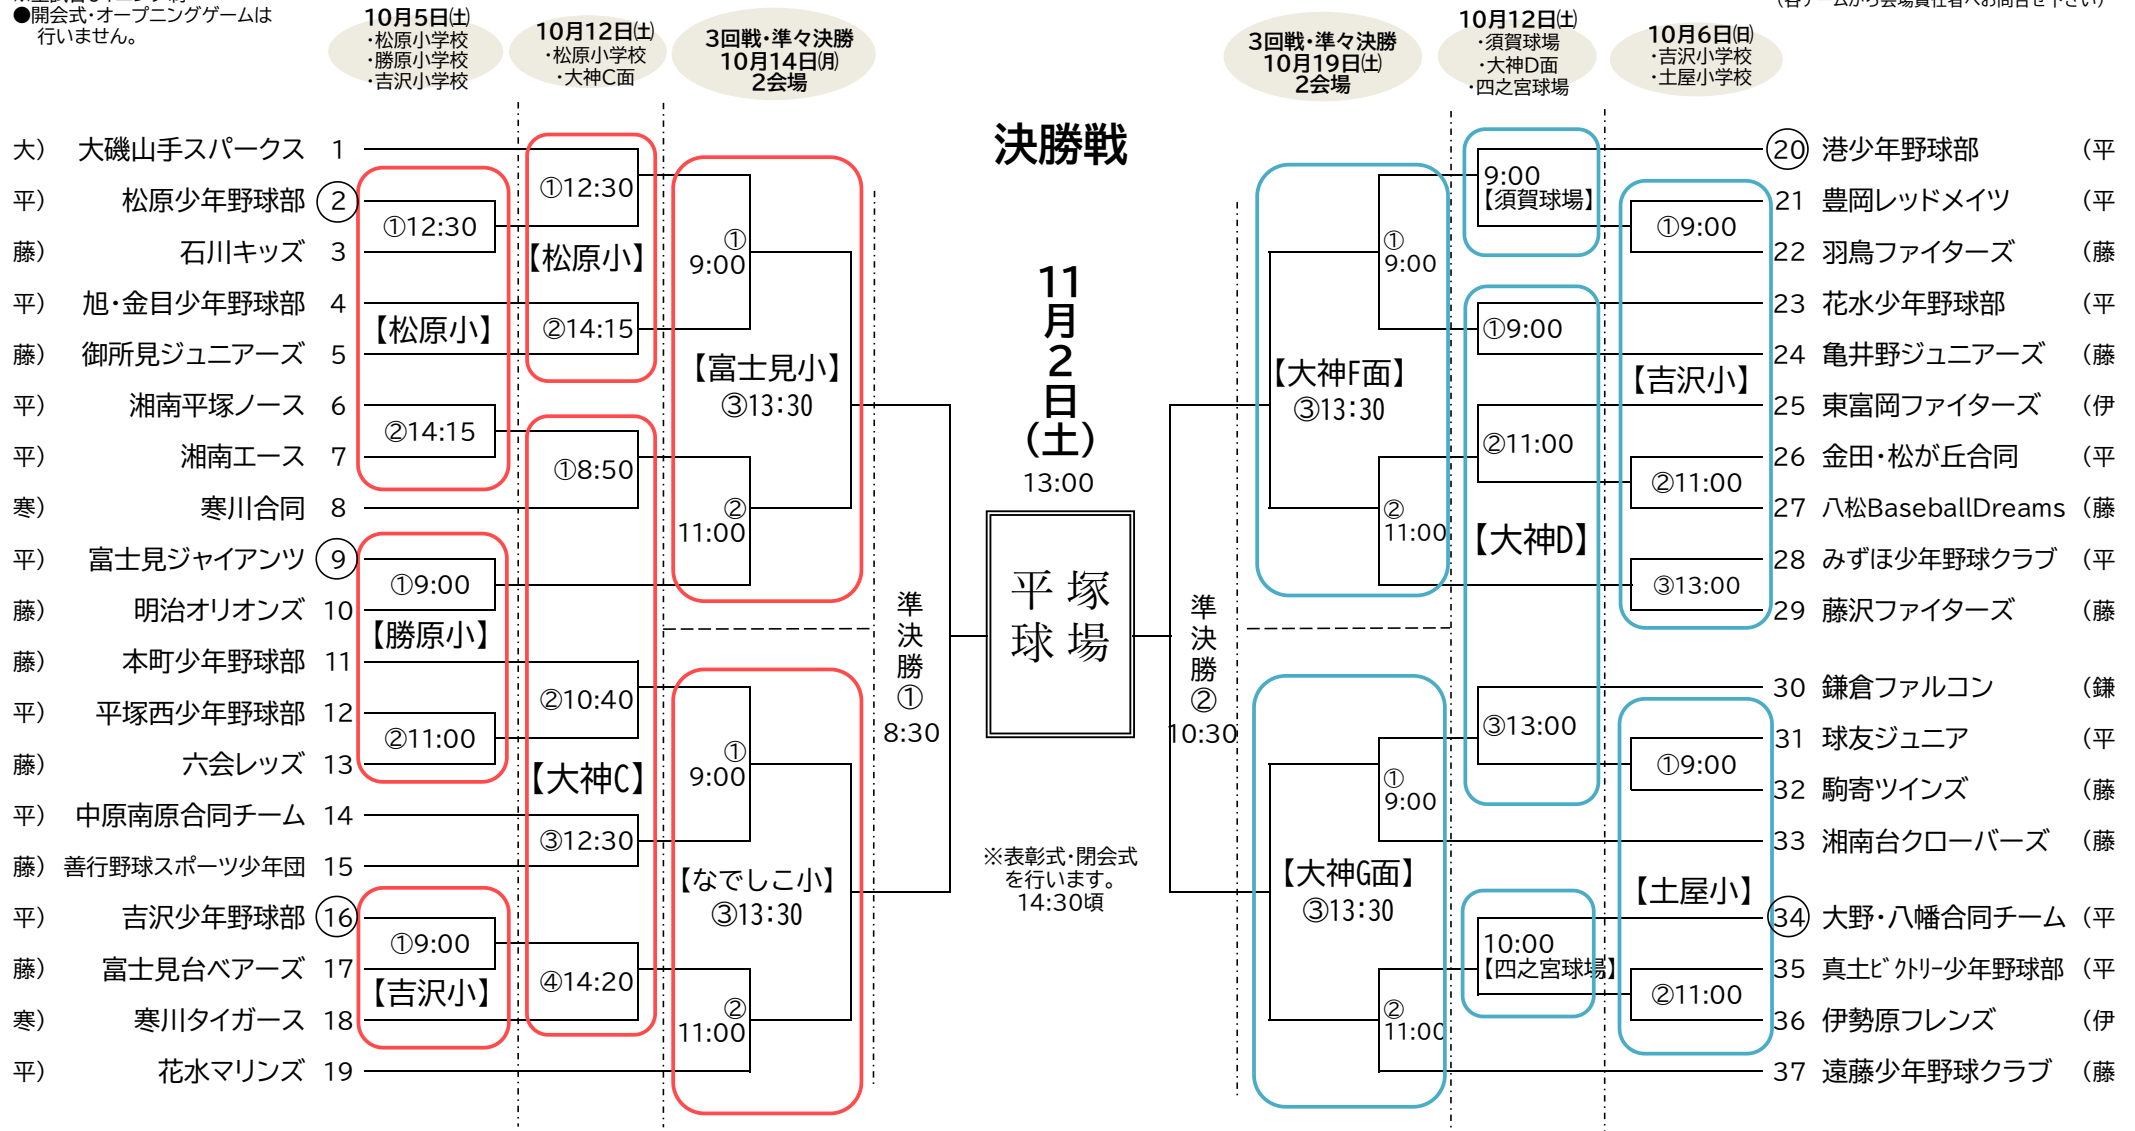 ●開会式・オープニングゲームは
行いません。
10月5日㈯
・松原小学校
・勝原小学校
・吉沢小学校
10月12日㈯
・松原小学校
・大神C面
3回戦・準々決勝
10月14日㈪
2会場
3回戦・準々決勝
10月19日㈯
2会場
10月12日㈯
・須賀球場
・大神D面
・四之宮球場
10月6日㈰
・吉沢小学校
・土屋小学校
(各チームから会場責任者へお問合せ下さい)
大) 大磯山手スパークス 1
平) 松原少年野球部 ②
藤) 石川キッズ 3
平) 旭・金目少年野球部 4
藤) 御所見ジュニアーズ 5
平) 湘南平塚ノース 6
平) 湘南エース 7
寒) 寒川合同 8
平) 富士見ジャイアンツ ⑨
藤) 明治オリオンズ 10
藤) 本町少年野球部 11
平) 平塚西少年野球部 12
藤) 六会レッズ 13
平) 中原南原合同チーム 14
藤) 善行野球スポーツ少年団 15
平) 吉沢少年野球部 ⑯
藤) 富士見台ベアーズ 17
寒) 寒川タイガース 18
平) 花水マリンズ 19
①12:30
【松原小】
②14:15
①9:00
【勝原小】
②11:00
①9:00
【吉沢小】
①12:30
【松原小】
②14:15
①8:50
②10:40
【大神C】
③12:30
④14:20
①
9:00
【富士見小】
③13:30
②
11:00
①
9:00
【なでしこ小】
③13:30
②
11:00
準決勝①
8:30
決勝戦
11月2日(土)
13:00
平塚
球場
※表彰式・閉会式
を行います。
14:30頃
準決勝②
10:30
①
9:00
【大神F面】
③13:30
②
11:00
①
9:00
【大神G面】
③13:30
②
11:00
9:00
【須賀球場】
①9:00
②11:00
【大神D】
③13:00
10:00
【四之宮球場】
①9:00
【吉沢小】
②11:00
③13:00
①9:00
【土屋小】
②11:00
⑳ 港少年野球部 (平
21 豊岡レッドメイツ (平
22 羽鳥ファイターズ (藤
23 花水少年野球部 (平
24 亀井野ジュニアーズ (藤
25 東富岡ファイターズ (伊
26 金田・松が丘合同 (平
27 八松BaseballDreams (藤
28 みずほ少年野球クラブ (平
29 藤沢ファイターズ (藤
30 鎌倉ファルコン (鎌
31 球友ジュニア (平
32 駒寄ツインズ (藤
33 湘南台クローバーズ (藤
㉞ 大野・八幡合同チーム (平
35 真土ﾋﾞｸﾄﾘｰ少年野球部 (平
36 伊勢原フレンズ (伊
37 遠藤少年野球クラブ (藤